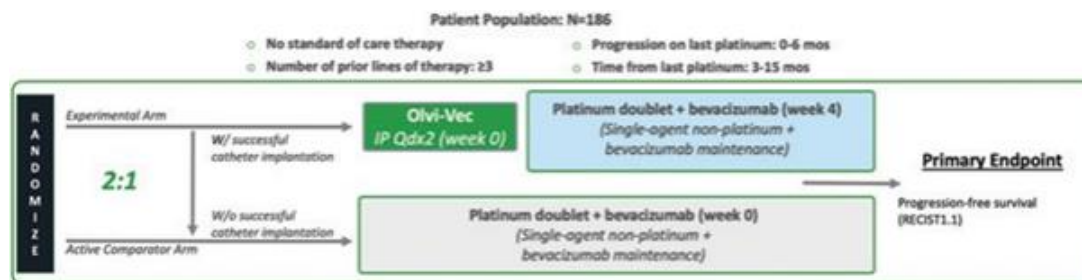 Patient Population: N=186
○ No standard of care therapy
○ Number of prior lines of therapy: ≥3
○ Progression on last platinum: 0-6 mos
○ Time from last platinum: 3-15 mos
RANDOMIZE
Experimental Arm
2:1
W/ successful
catheter implantation
W/o successful
catheter implantation
Active Comparator Arm
Olvi-Vec
IP Qdx2 (week 0)
Platinum doublet + bevacizumab (week 4)
(Single-agent non-platinum +
bevacizumab maintenance)
Platinum doublet + bevacizumab (week 0)
(Single-agent non-platinum +
bevacizumab maintenance)
Primary Endpoint
Progression-free survival
(RECIST1.1)